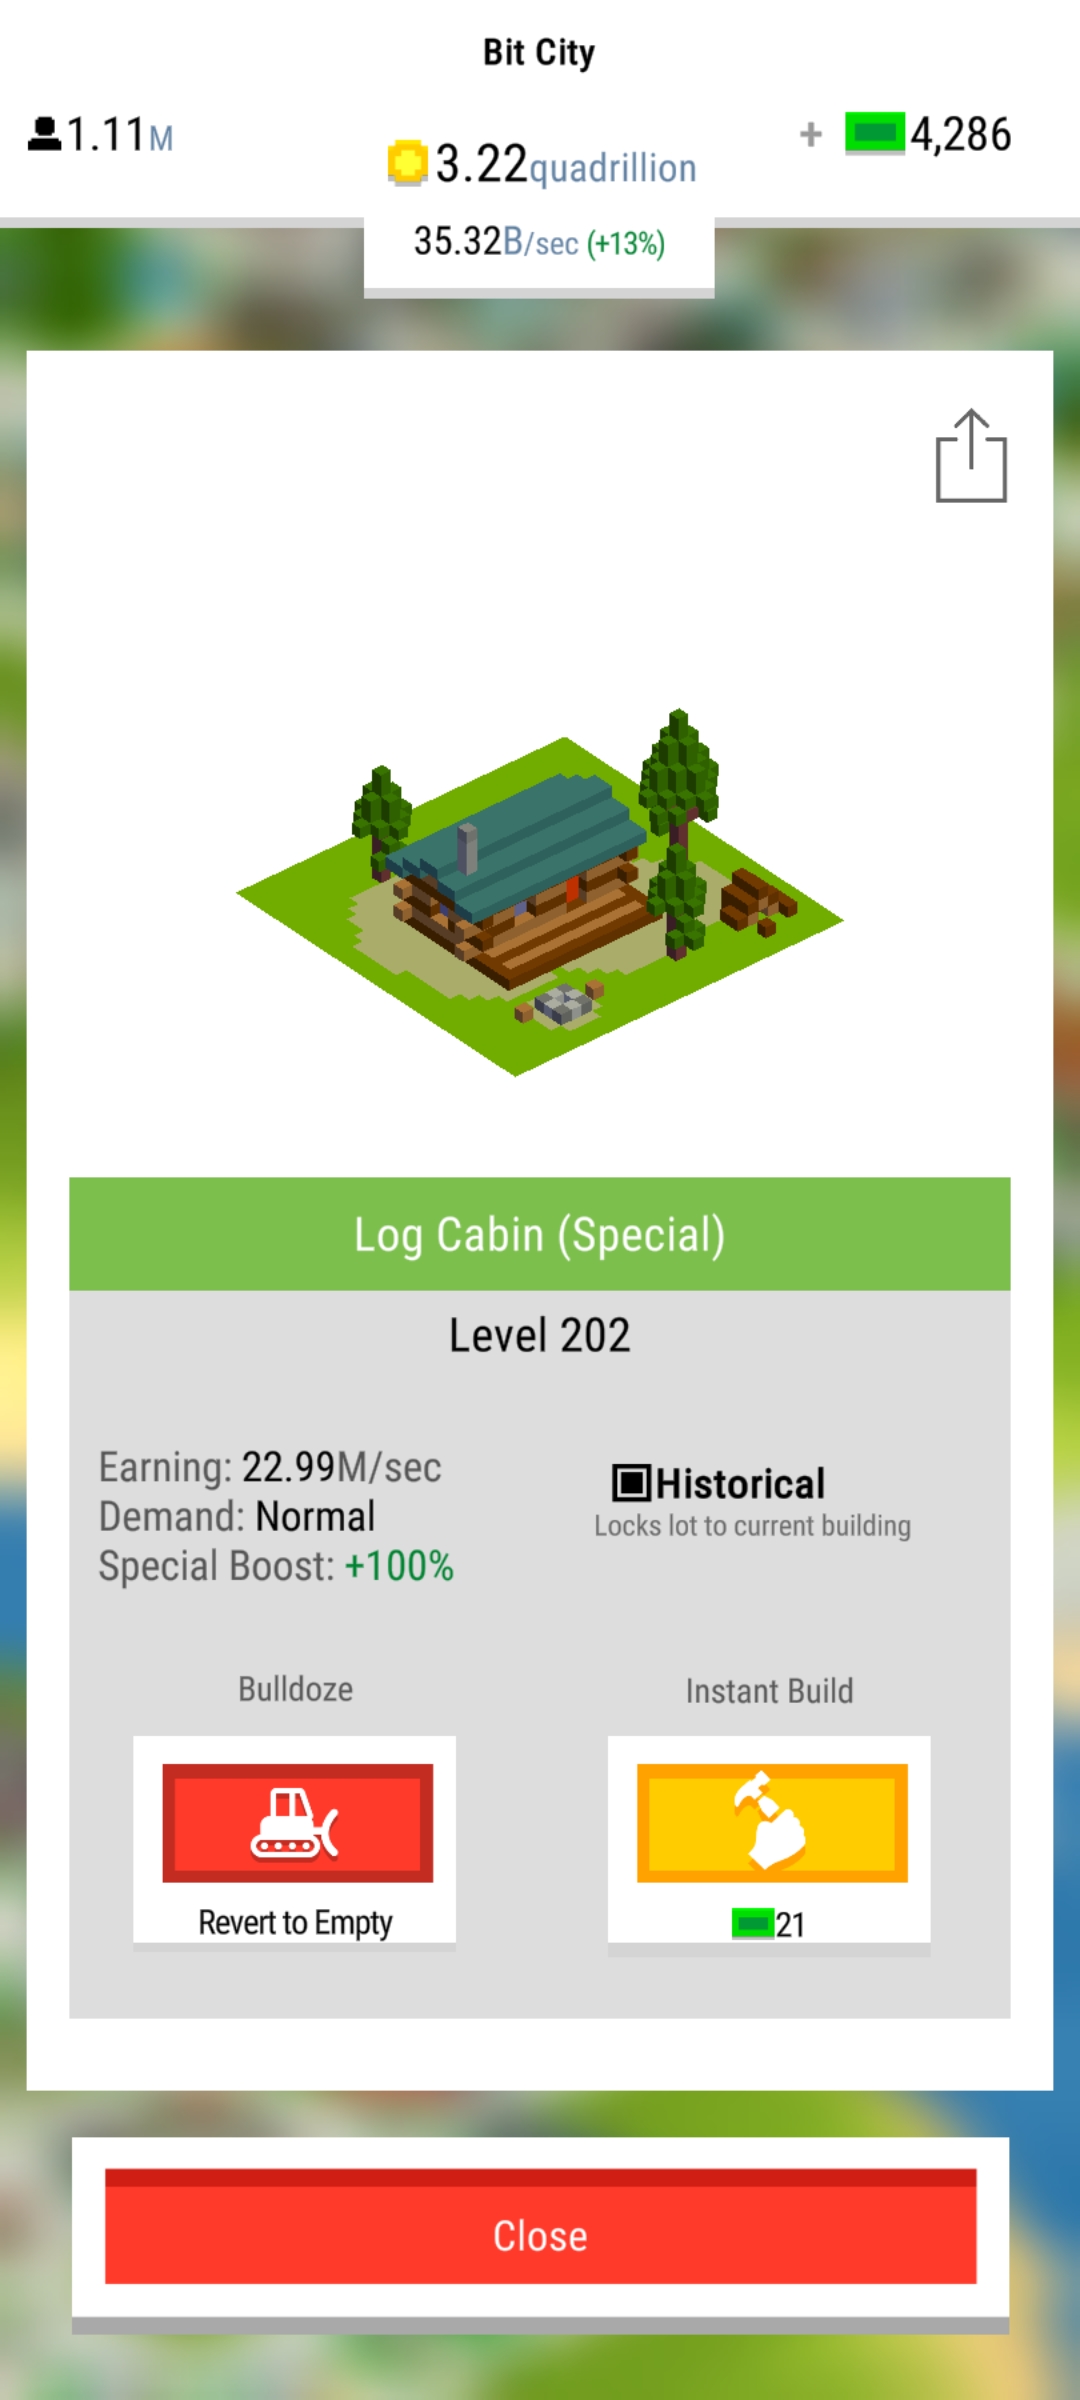 Bit City
1.11M
+ 4,286
3.22quadrillion
35.32B/sec (+13%)
Log Cabin (Special)
Level 202
Earning: 22.99M/sec
Demand: Normal
Special Boost: +100%
Historical
Locks lot to current building
Bulldoze
Revert to Empty
Instant Build
21
Close